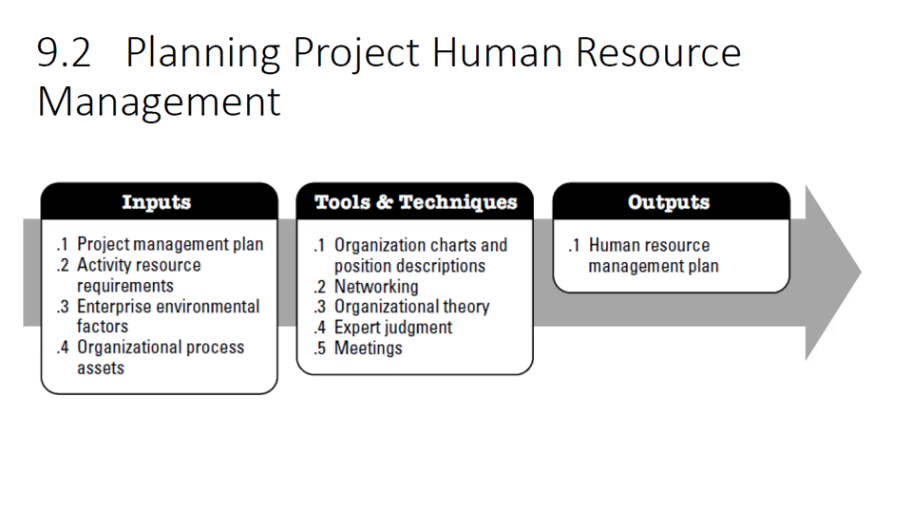 9.2 Planning Project Human Resource
Management
Inputs
.1 Project management plan
.2 Activity resource
requirements
.3 Enterprise environmental
factors
.4 Organizational process
assets
Tools & Techniques
.1 Organization charts and
position descriptions
.2 Networking
.3 Organizational theory
.4 Expert judgment
.5 Meetings
Outputs
.1 Human resource
management plan